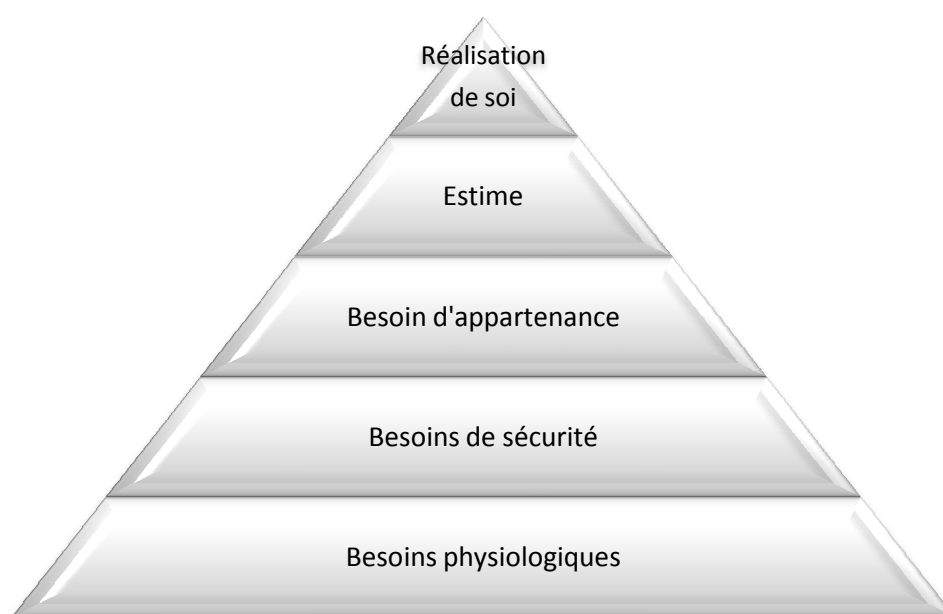 Réalisation
de soi
Estime
Besoin d'appartenance
Besoins de sécurité
Besoins physiologiques